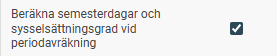 Beräkna semesterdagar och
sysselsättningsgrad vid
periodavräkning